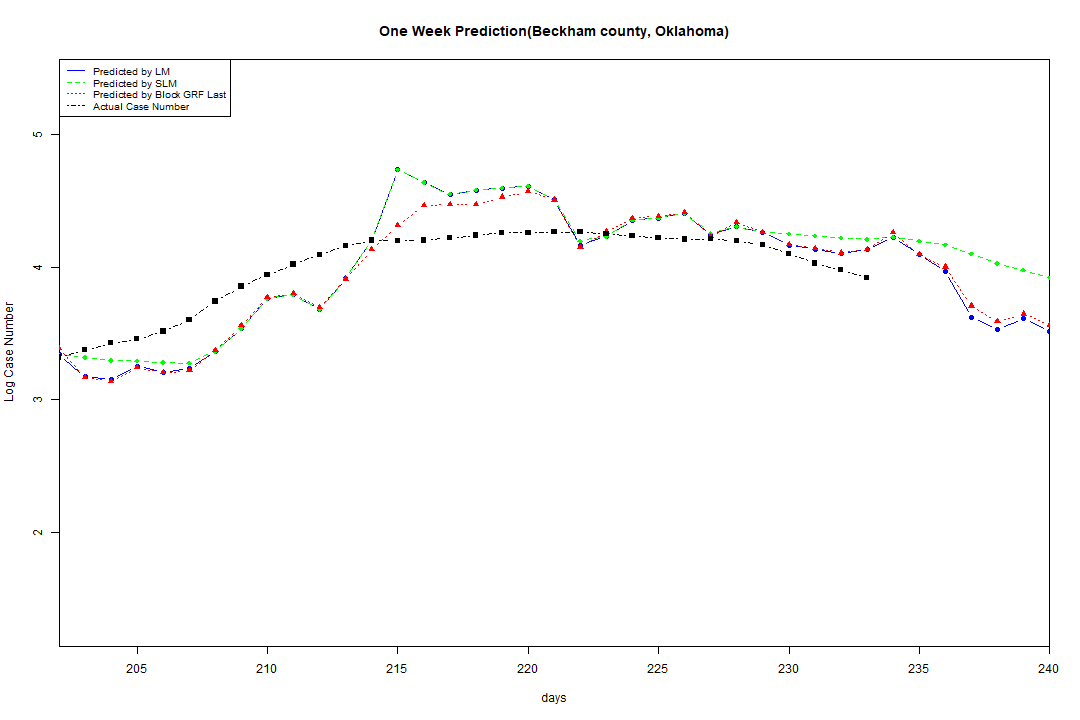 One Week Prediction(Beckham county, Oklahoma)
Predicted by LM
Predicted by SLM
Predicted by Block GRF Last
Actual Case Number
5
4
3
2
Log Case Number
205 210 215 220 225 230 235 240
days